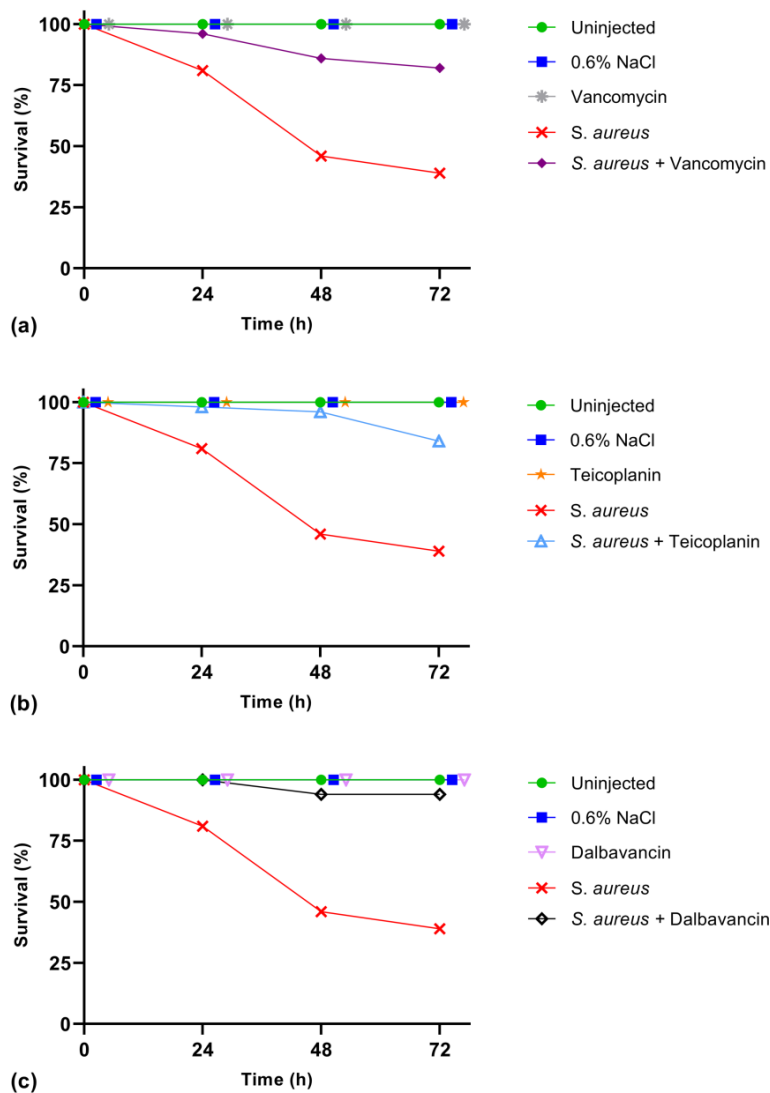 Survival (%)
100
75
50
25
0
0 24 48 72
Time (h)
(a)
Uninjected
0.6% NaCl
Vancomycin
S. aureus
S. aureus + Vancomycin
Survival (%)
100
75
50
25
0
0 24 48 72
Time (h)
(b)
Uninjected
0.6% NaCl
Teicoplanin
S. aureus
S. aureus + Teicoplanin
Survival (%)
100
75
50
25
0
0 24 48 72
Time (h)
(c)
Uninjected
0.6% NaCl
Dalbavancin
S. aureus
S. aureus + Dalbavancin